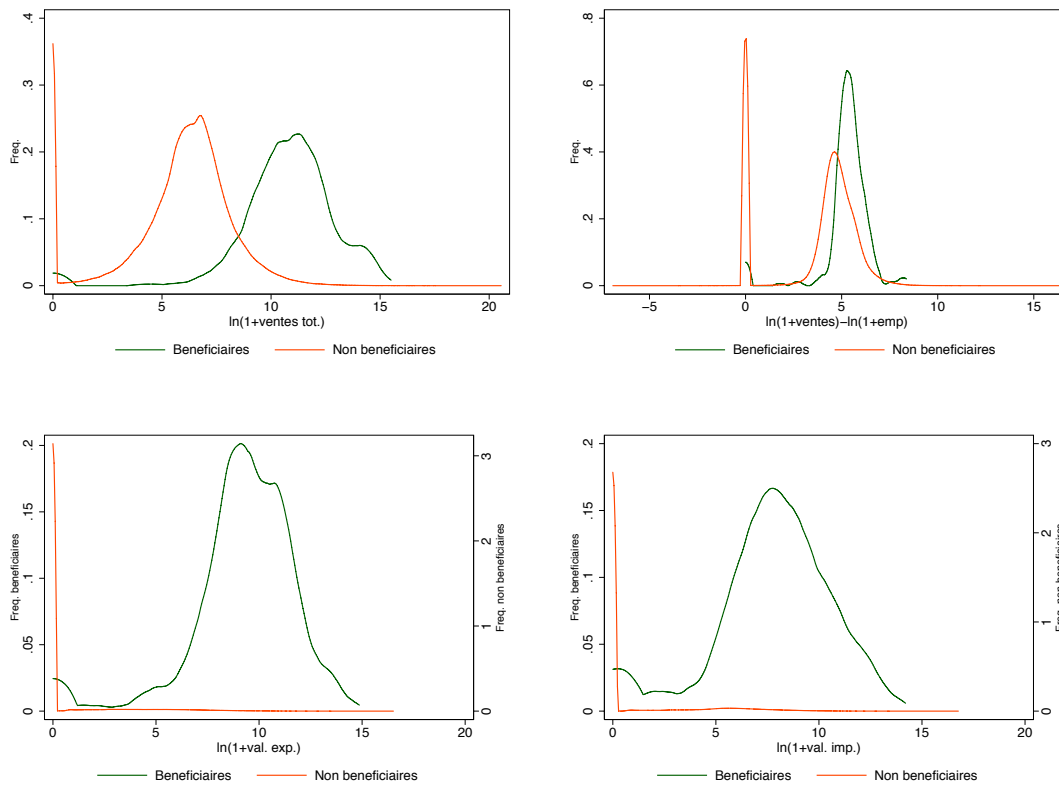 .4
.3
.2
.1
0
Freq.
0 5 10 15 20
ln(1+ventes tot.)
Beneficiaires Non beneficiaires
.8
.6
.4
.2
0
Freq.
−5 0 5 10 15
ln(1+ventes)−ln(1+emp)
Beneficiaires Non beneficiaires
.2
.15
.1
.05
0
Freq. beneficiaires
3
2
1
0
Freq. non beneficiaires
0 5 10 15 20
ln(1+val. exp.)
Beneficiaires Non beneficiaires
.2
.15
.1
.05
0
Freq. beneficiaires
3
2
1
0
Freq. non beneficiaires
0 5 10 15 20
ln(1+val. imp.)
Beneficiaires Non beneficiaires